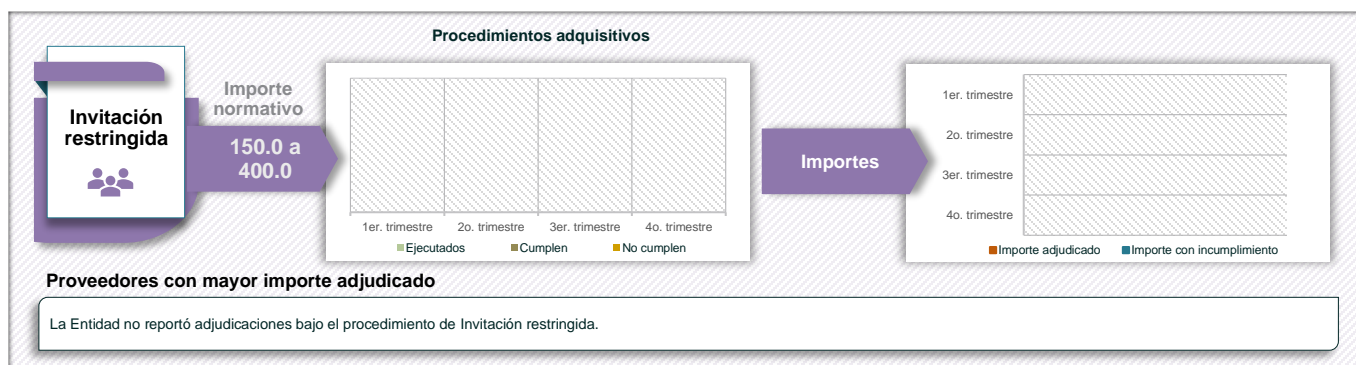 Procedimientos adquisitivos
Invitación
restringida
Importe
normativo
150.0 a
400.0
1er. trimestre 2o. trimestre 3er. trimestre 4o. trimestre
Ejecutados Cumplen No cumplen
Importes
1er. trimestre
2o. trimestre
3er. trimestre
4o. trimestre
Importe adjudicado Importe con incumplimiento
Proveedores con mayor importe adjudicado
La Entidad no reportó adjudicaciones bajo el procedimiento de Invitación restringida.